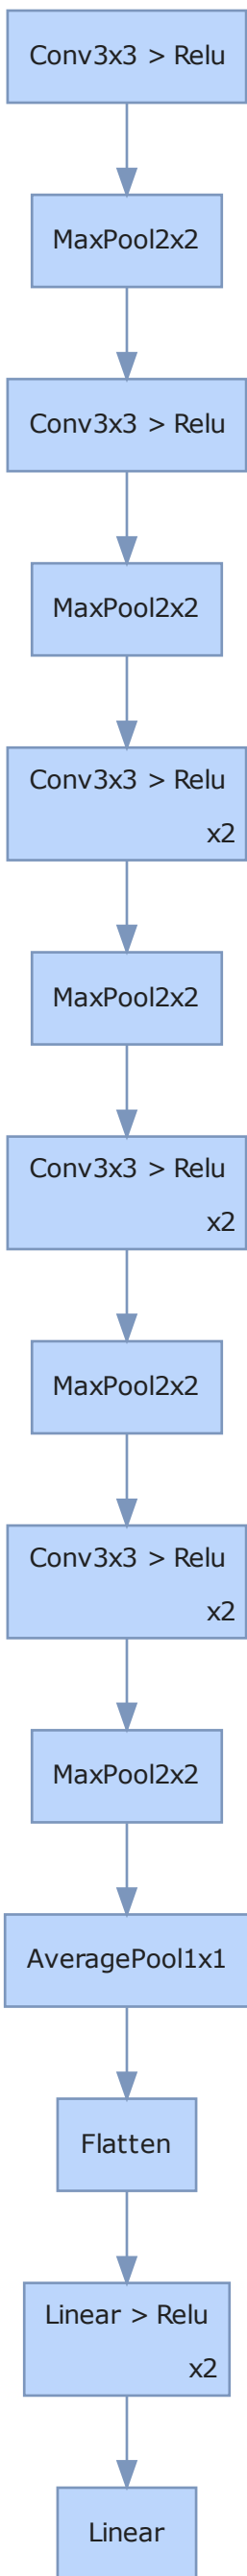 Conv3x3 > Relu
MaxPool2x2
Conv3x3 > Relu
MaxPool2x2
Conv3x3 > Relu
x2
MaxPool2x2
Conv3x3 > Relu
x2
MaxPool2x2
Conv3x3 > Relu
x2
MaxPool2x2
AveragePool1x1
Flatten
Linear > Relu
x2
Linear